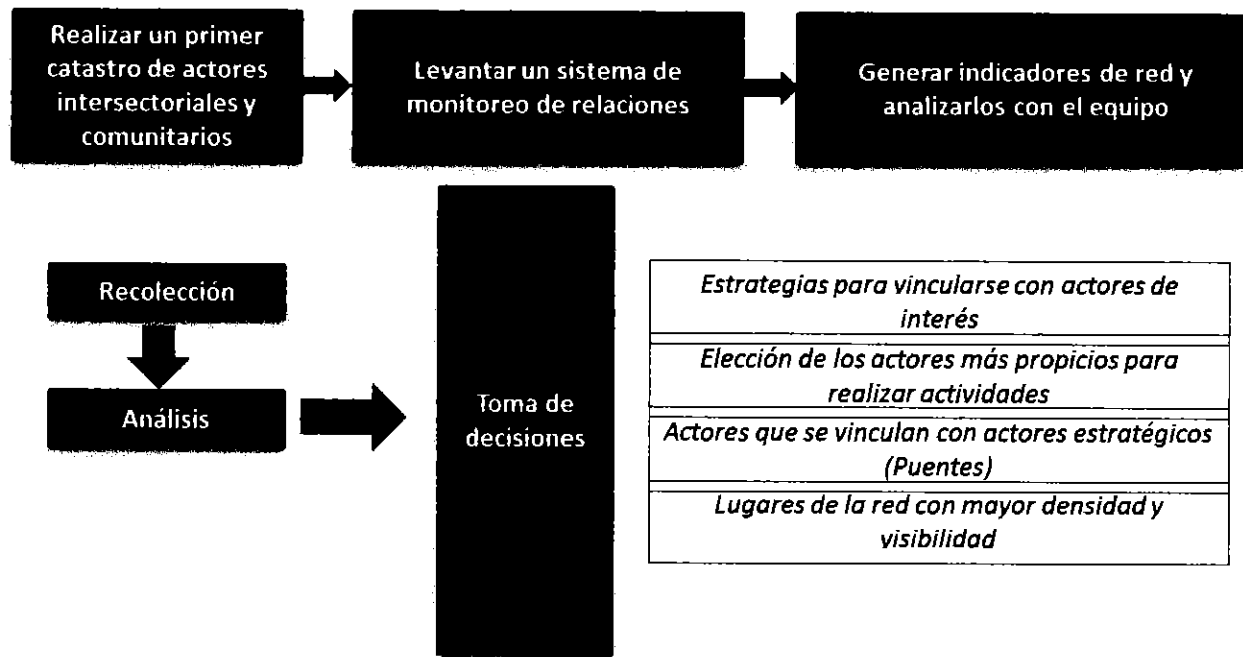 Realizar un primer
catastro de actores
intersectoriales y
comunitarios
Levantar un sistema de
monitoreo de relaciones
Generar indicadores de red y
analizarlos con el equipo
Recolección
Análisis
Toma de
decisiones
Estrategias para vincularse con actores de
interés
Elección de los actores más propicios para
realizar actividades
Actores que se vinculan con actores estratégicos
(Puentes)
Lugares de la red con mayor densidad y
visibilidad